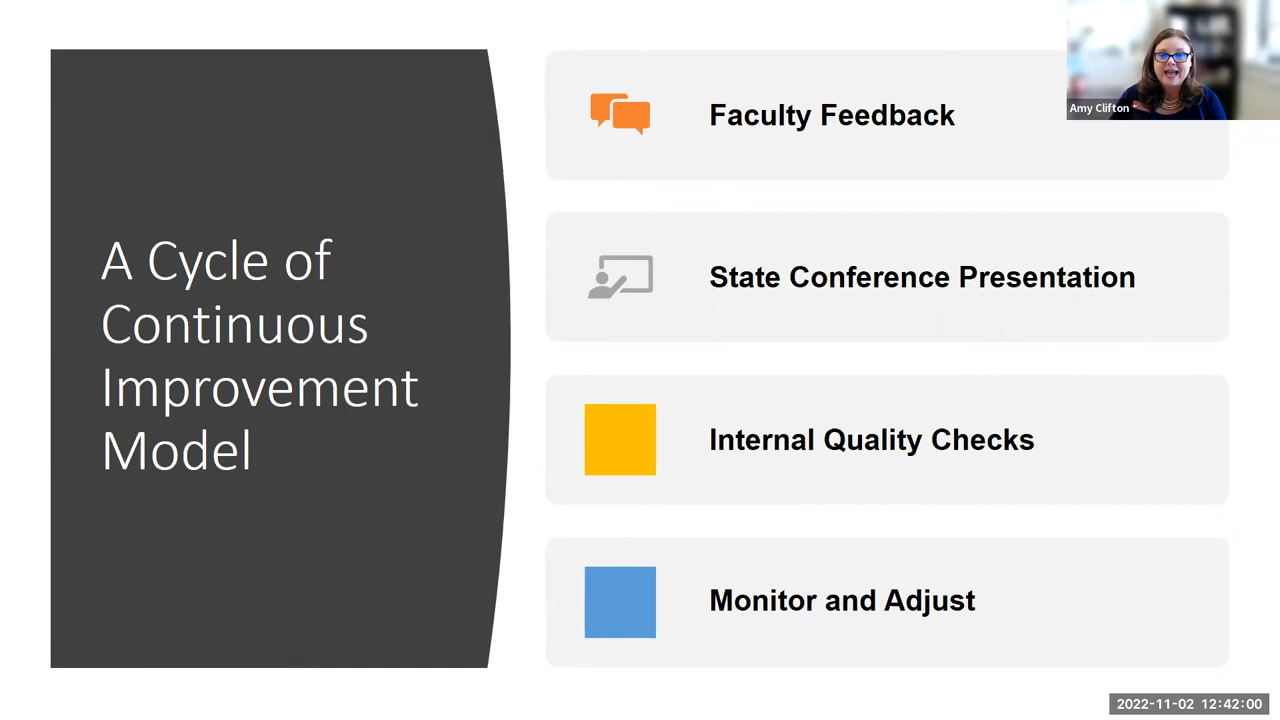 A Cycle of
Continuous
Improvement
Model
Faculty Feedback
State Conference Presentation
Internal Quality Checks
Monitor and Adjust
Amy Clifton
2022-11-02 12:42:00